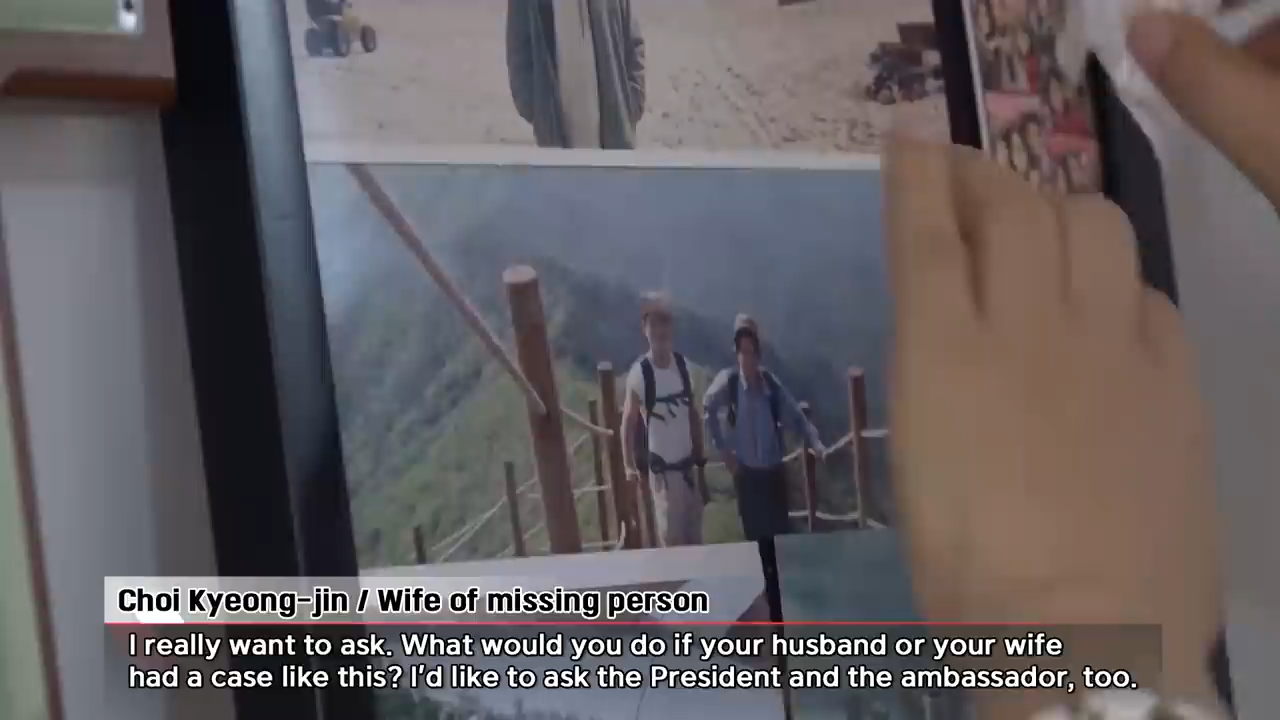 Choi Kyeong-jin / Wife of missing person
I really want to ask. What would you do if your husband or your wife
had a case like this? I'd like to ask the President and the ambassador, too.